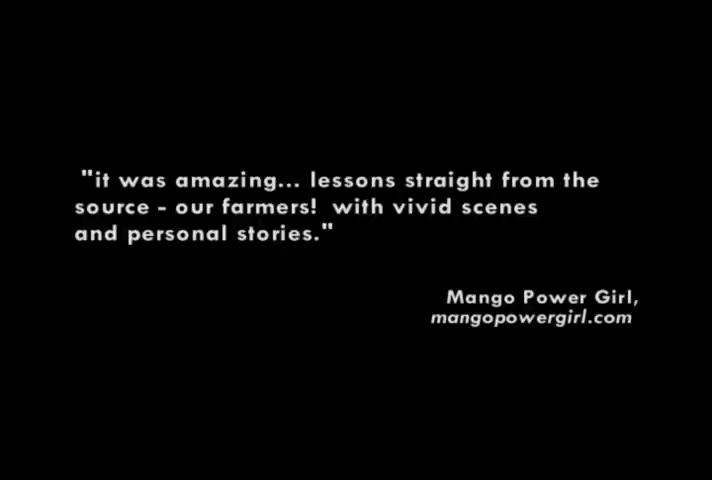 "it was amazing... lessons straight from the
source - our farmers!  with vivid scenes
and personal stories."
Mango Power Girl,
mangopowergirl.com